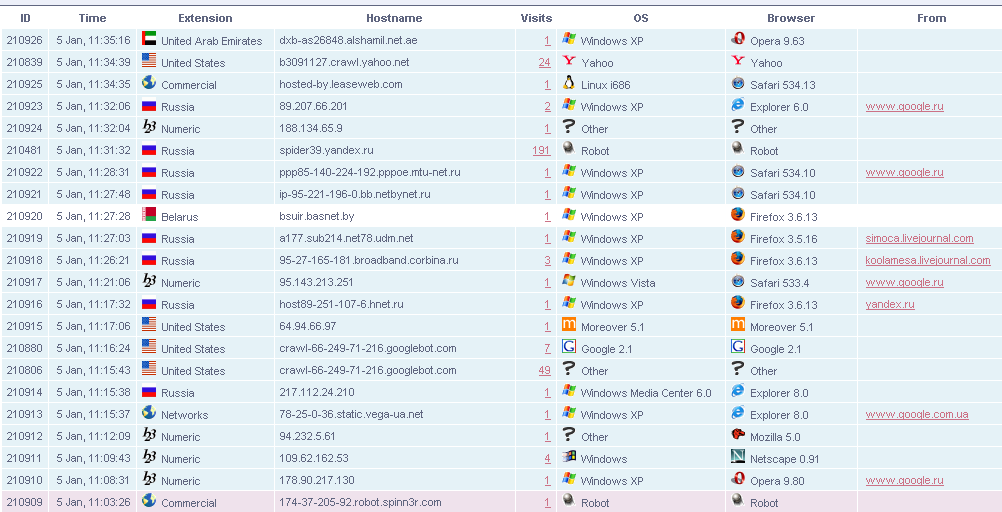 ID Time Extension Hostname Visits OS Browser From
210926 5 Jan, 11:35:16 United Arab Emirates dxb-as26848.alshamil.net.ae 1 Windows XP Opera 9.63
210839 5 Jan, 11:34:39 United States b3091127.crawl.yahoo.net 24 Yahoo Yahoo
210925 5 Jan, 11:34:35 Commercial hosted-by.leaseweb.com 1 Linux i686 Safari 534.13
210923 5 Jan, 11:32:06 Russia 89.207.66.201 2 Windows XP Explorer 6.0 www.google.ru
210924 5 Jan, 11:32:04 Numeric 188.134.65.9 1 Other Other
210481 5 Jan, 11:31:32 Russia spider39.yandex.ru 191 Robot Robot
210922 5 Jan, 11:28:31 Russia ppp85-140-224-192.pppoe.mtu-net.ru 1 Windows XP Safari 534.10 www.google.ru
210921 5 Jan, 11:27:48 Russia ip-95-221-196-0.bb.netbynet.ru 1 Windows XP Safari 534.10
210920 5 Jan, 11:27:28 Belarus bsuir.basnet.by 1 Windows XP Firefox 3.6.13
210919 5 Jan, 11:27:03 Russia a177.sub214.net78.udm.net 1 Windows XP Firefox 3.5.16 simoca.livejournal.com
210918 5 Jan, 11:26:21 Russia 95-27-165-181.broadband.corbina.ru 3 Windows XP Firefox 3.6.13 koolamesa.livejournal.com
210917 5 Jan, 11:21:06 Numeric 95.143.213.251 1 Windows Vista Safari 533.4 www.google.ru
210916 5 Jan, 11:17:32 Russia host89-251-107-6.hnet.ru 1 Windows XP Firefox 3.6.13 yandex.ru
210915 5 Jan, 11:17:06 United States 64.94.66.97 1 Moreover 5.1 Moreover 5.1
210880 5 Jan, 11:16:24 United States crawl-66-249-71-216.googlebot.com 7 Google 2.1 Google 2.1
210806 5 Jan, 11:15:43 United States crawl-66-249-71-216.googlebot.com 49 Other Other
210914 5 Jan, 11:15:38 Russia 217.112.24.210 1 Windows Media Center 6.0 Explorer 8.0
210913 5 Jan, 11:15:37 Networks 78-25-0-36.static.vega-ua.net 1 Windows XP Explorer 8.0 www.google.com.ua
210912 5 Jan, 11:12:09 Numeric 94.232.5.61 1 Other Mozilla 5.0
210911 5 Jan, 11:09:43 Numeric 109.62.162.53 4 Windows Netscape 0.91
210910 5 Jan, 11:08:31 Numeric 178.90.217.130 1 Windows XP Opera 9.80 www.google.ru
210909 5 Jan, 11:03:26 Commercial 174-37-205-92.robot.spinn3r.com 1 Robot Robot